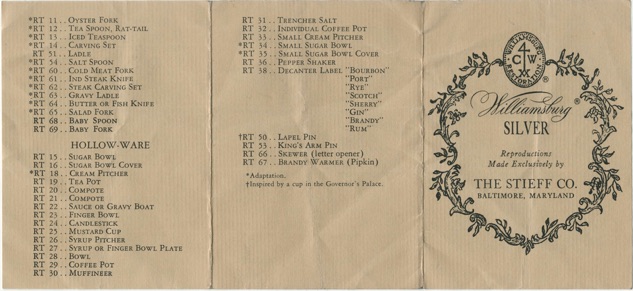 *RT 11 . . OYSTER FORK
*RT 12 . . TEA SPOON, RAT-TAIL
*RT 13 . . ICED TEASPOON
*RT 14 . . CARVING SET
*RT 51 . . LADLE
*RT 54 . . SALT SPOON
*RT 60 . . COLD MEAT FORK
*RT 61 . . IND STEAK KNIFE
*RT 62 . . STEAK CARVING SET
*RT 63 . . GRAVY LADLE
*RT 64 . . BUTTER OR FISH KNIFE
*RT 65 . . SALAD FORK
RT 68 . . BABY SPOON
RT 69 . . BABY FORK
HOLLOW-WARE
RT 15 . . SUGAR BOWL
RT 16 . . SUGAR BOWL COVER
*RT 18 . . CREAM PITCHER
RT 19 . . TEA POT
RT 20 . . COMPOTE
RT 21 . . COMPOTE
RT 22 . . SAUCE OR GRAVY BOAT
RT 23 . . FINGER BOWL
RT 24 . . CANDLESTICK
RT 25 . . MUSTARD CUP
RT 26 . . SYRUP PITCHER
RT 27 . . SYRUP OR FINGER BOWL PLATE
RT 28 . . BOWL
RT 29 . . COFFEE POT
RT 30 . . MUFFINEER
RT 31 . . TRENCHER SALT
RT 32 . . INDIVIDUAL COFFEE POT
RT 33 . . SMALL CREAM PITCHER
*RT 34 . . SMALL SUGAR BOWL
*RT 35 . . SMALL SUGAR BOWL COVER
RT 36 . . PEPPER SHAKER
RT 38 . . DECANTER LABEL "BOURBON"
"PORT"
"RYE"
"SCOTCH"
"SHERRY"
"GIN"
"BRANDY"
"RUM"
†RT 50 . . LAPEL PIN
RT 53 . . KING'S ARM PIN
RT 66 . . SKEWER (letter opener)
RT 67 . . BRANDY WARMER (Pipkin)
*Adaptation.
†Inspired by a cup in the Governor's Palace.
WILLIAMSBURG
RESTORATION
4
C W
XX
®
Williamsburg®
SILVER
Reproductions
Made Exclusively by
THE STIEFF CO.
BALTIMORE, MARYLAND